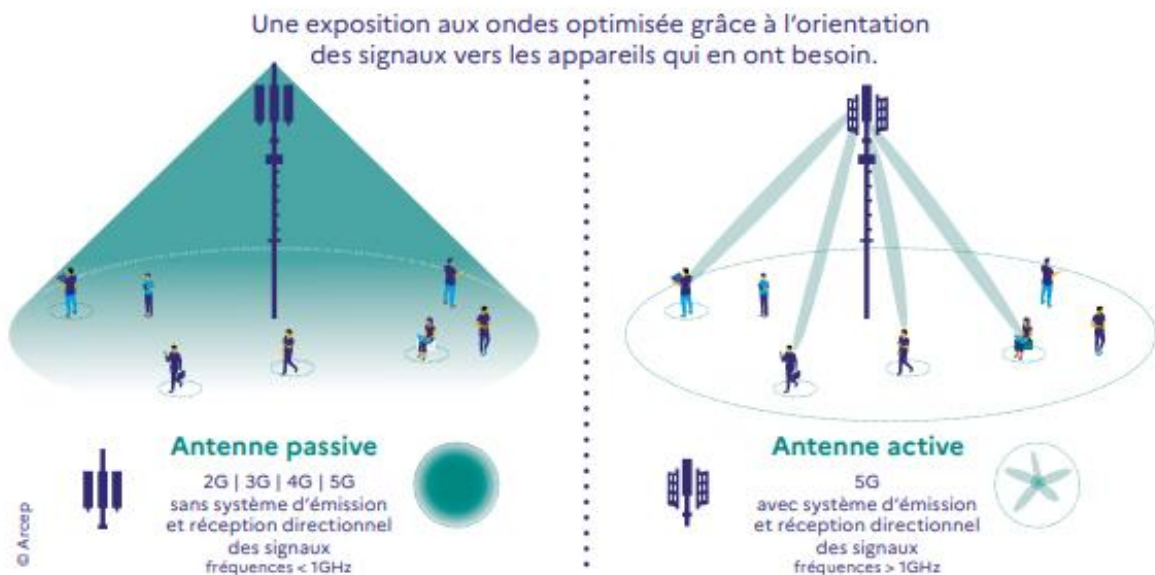 Une exposition aux ondes optimisée grâce à l'orientation
des signaux vers les appareils qui en ont besoin.
Antenne passive
2G | 3G | 4G | 5G
sans système d'émission
et réception directionnel
des signaux
fréquences < 1GHz
Antenne active
5G
avec système d'émission
et réception directionnel
des signaux
fréquences > 1GHz
© Arcep